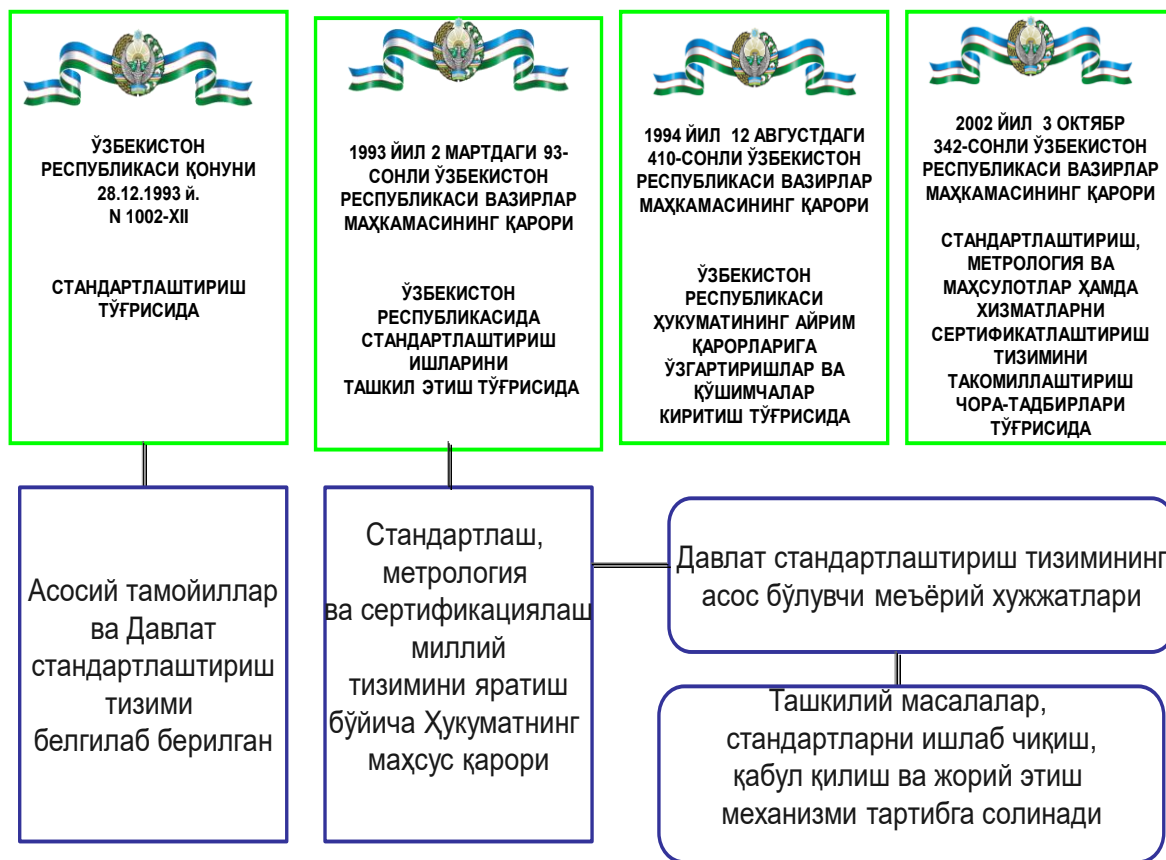 ЎЗБЕКИСТОН
РЕСПУБЛИКАСИ ҚОНУНИ
28.12.1993 й.
N 1002-XII
СТАНДАРТЛАШТИРИШ
ТЎҒРИСИДА
1993 ЙИЛ 2 МАРТДАГИ 93-
СОНЛИ ЎЗБЕКИСТОН
РЕСПУБЛИКАСИ ВАЗИРЛАР
МАҲКАМАСИНИНГ ҚАРОРИ
ЎЗБЕКИСТОН
РЕСПУБЛИКАСИДА
СТАНДАРТЛАШТИРИШ
ИШЛАРИНИ
ТАШКИЛ ЭТИШ ТЎҒРИСИДА
1994 ЙИЛ 12 АВГУСТДАГИ
410-СОНЛИ ЎЗБЕКИСТОН
РЕСПУБЛИКАСИ ВАЗИРЛАР
МАҲКАМАСИНИНГ ҚАРОРИ
ЎЗБЕКИСТОН
РЕСПУБЛИКАСИ
ҲУКУМАТИНИНГ АЙРИМ
ҚАРОРЛАРИГА
ЎЗГАРТИРИШЛАР ВА
ҚЎШИМЧАЛАР
КИРИТИШ ТЎҒРИСИДА
2002 ЙИЛ 3 ОКТЯБР
342-СОНЛИ ЎЗБЕКИСТОН
РЕСПУБЛИКАСИ ВАЗИРЛАР
МАҲКАМАСИНИНГ ҚАРОРИ
СТАНДАРТЛАШТИРИШ,
МЕТРОЛОГИЯ ВА
МАҲСУЛОТЛАР ҲАМДА
ХИЗМАТЛАРНИ
СЕРТИФИКАТЛАШТИРИШ
ТИЗИМИНИ
ТАКОМИЛЛАШТИРИШ
ЧОРА-ТАДБИРЛАРИ
ТЎҒРИСИДА
Асосий тамойиллар
ва Давлат
стандартлаштириш
тизими
белгилаб берилган
Стандартлаш,
метрология
ва сертификациялаш
миллий
тизимини яратиш
бўйича Ҳукуматнинг
махсус қарори
Давлат стандартлаштириш тизимининг
асос бўлувчи меъёрий хужжатлари
Ташкилий масалалар,
стандартларни ишлаб чиқиш,
қабул қилиш ва жорий этиш
механизми тартибга солинади